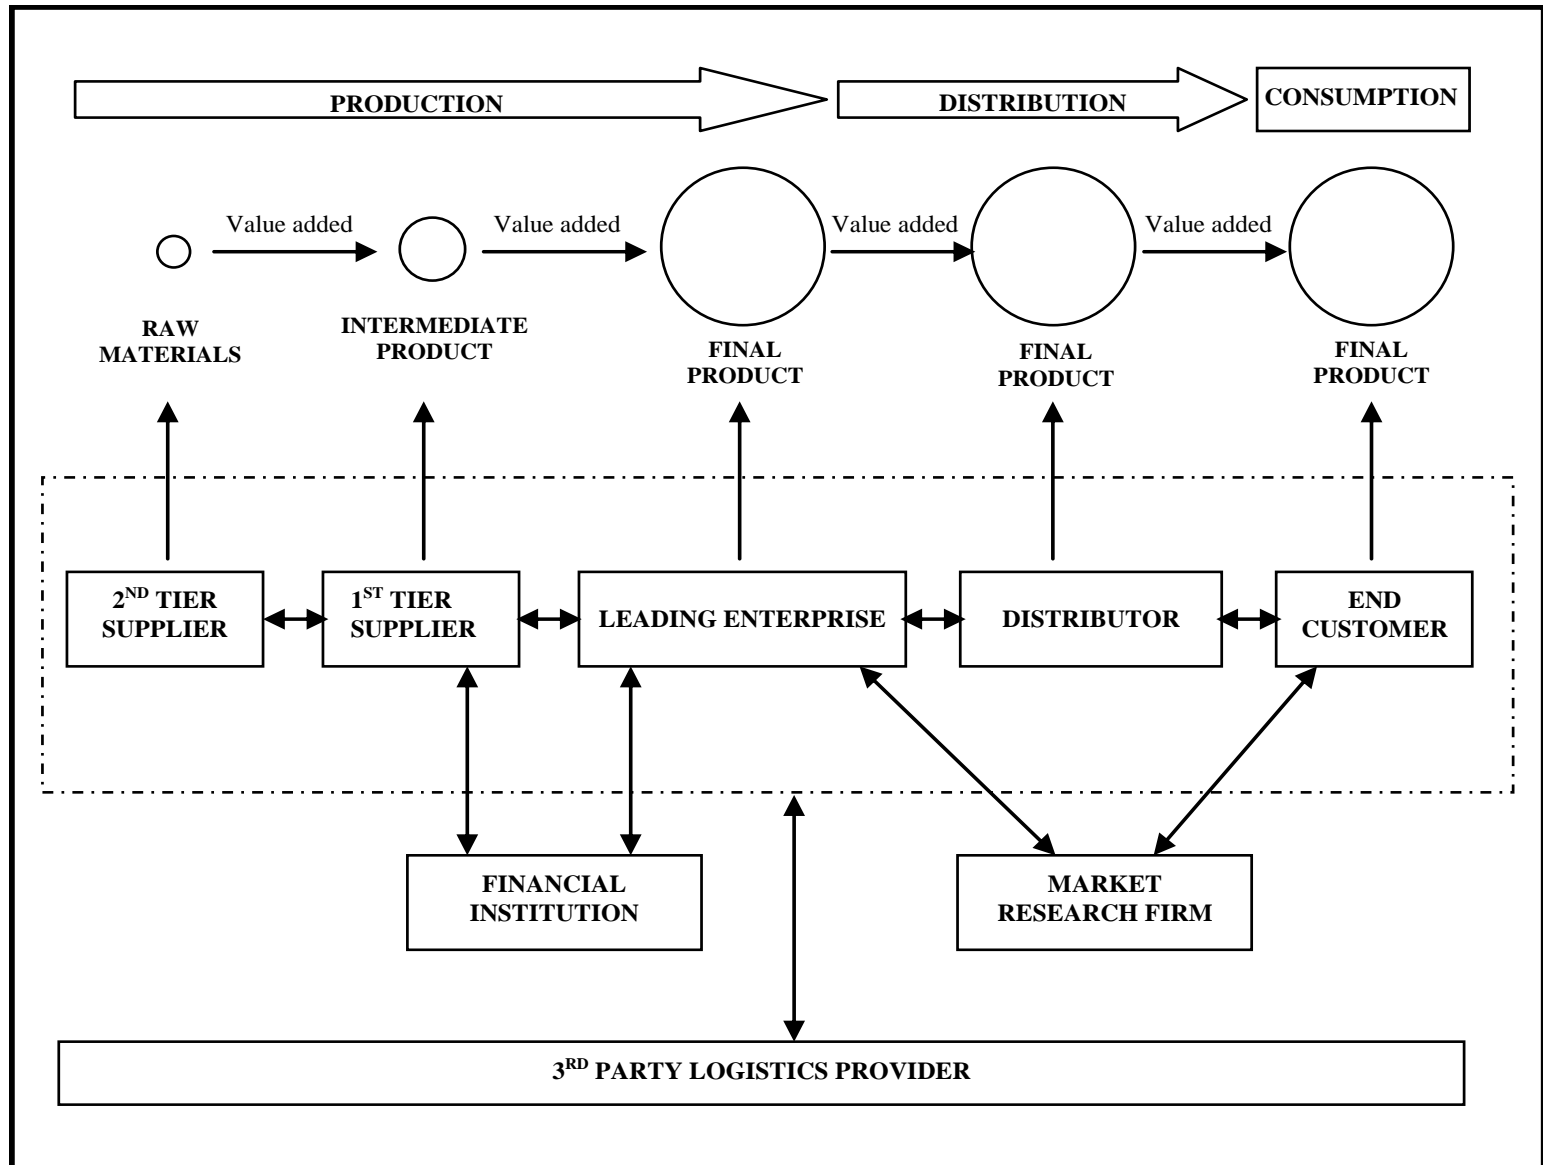 PRODUCTION
DISTRIBUTION
CONSUMPTION
Value added
Value added
Value added
Value added
RAW
MATERIALS
INTERMEDIATE
PRODUCT
FINAL
PRODUCT
FINAL
PRODUCT
FINAL
PRODUCT
2ND TIER
SUPPLIER
1ST TIER
SUPPLIER
LEADING ENTERPRISE
DISTRIBUTOR
END
CUSTOMER
FINANCIAL
INSTITUTION
MARKET
RESEARCH FIRM
3RD PARTY LOGISTICS PROVIDER